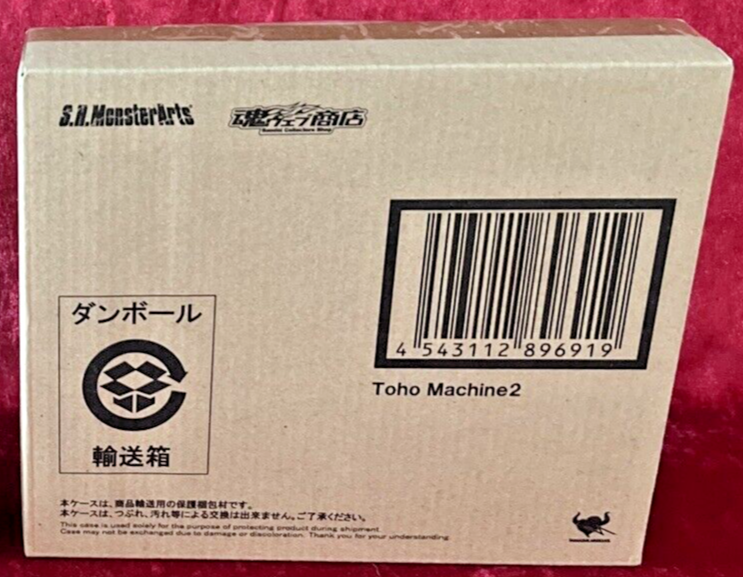 S.H.MonsterArts
魂ウェブ商店
Tamashii Collectors Shop
4 543112 896919
Toho Machine2
ダンボール
輸送箱
本ケースは、商品輸送用の保護梱包材です。
本ケースは、つぶれ、汚れ等による交換は出来ません。ご了承ください。
This case is used solely for the purpose of protecting product during shipment.
Case may not be exchanged due to damage or discoloration. Thank you for your understanding.